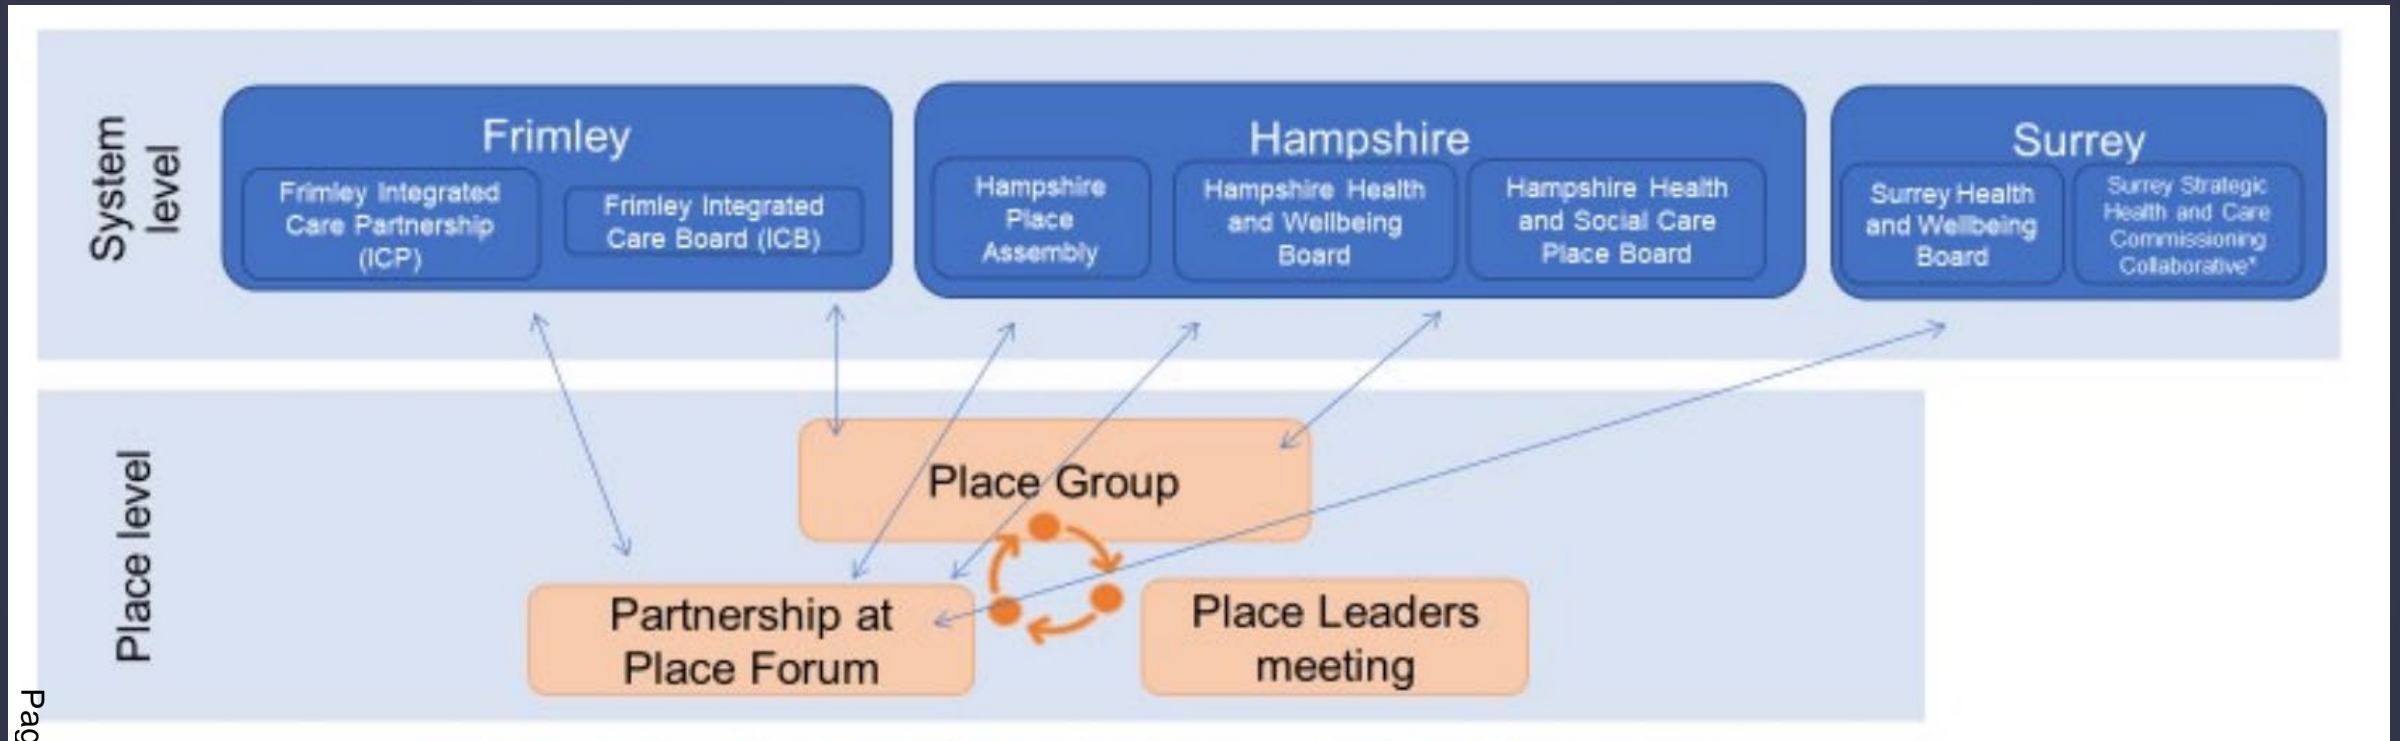 System
level
Frimley
Frimley Integrated
Care Partnership
(ICP)
Frimley Integrated
Care Board (ICB)
Hampshire
Hampshire
Place
Assembly
Hampshire Health
and Wellbeing
Board
Hampshire Health
and Social Care
Place Board
Surrey
Surrey Health
and Wellbeing
Board
Surrey Strategic
Health and Care
Commissioning
Collaborative*
Place level
Place Group
Partnership at
Place Forum
Place Leaders
meeting